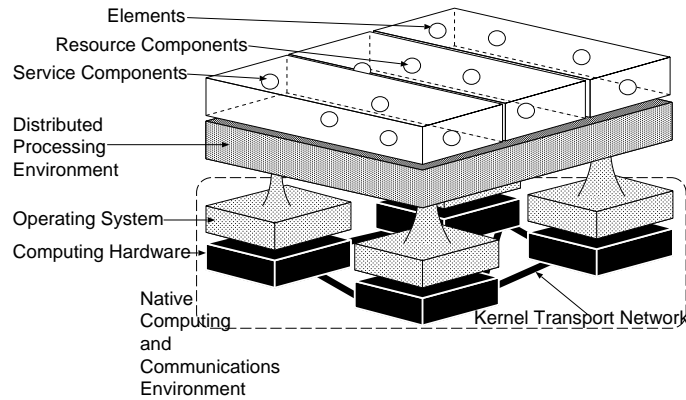 Elements
Resource Components
Service Components
Distributed
Processing
Environment
Operating System
Computing Hardware
Native
Computing
and
Communications
Environment
Kernel Transport Network